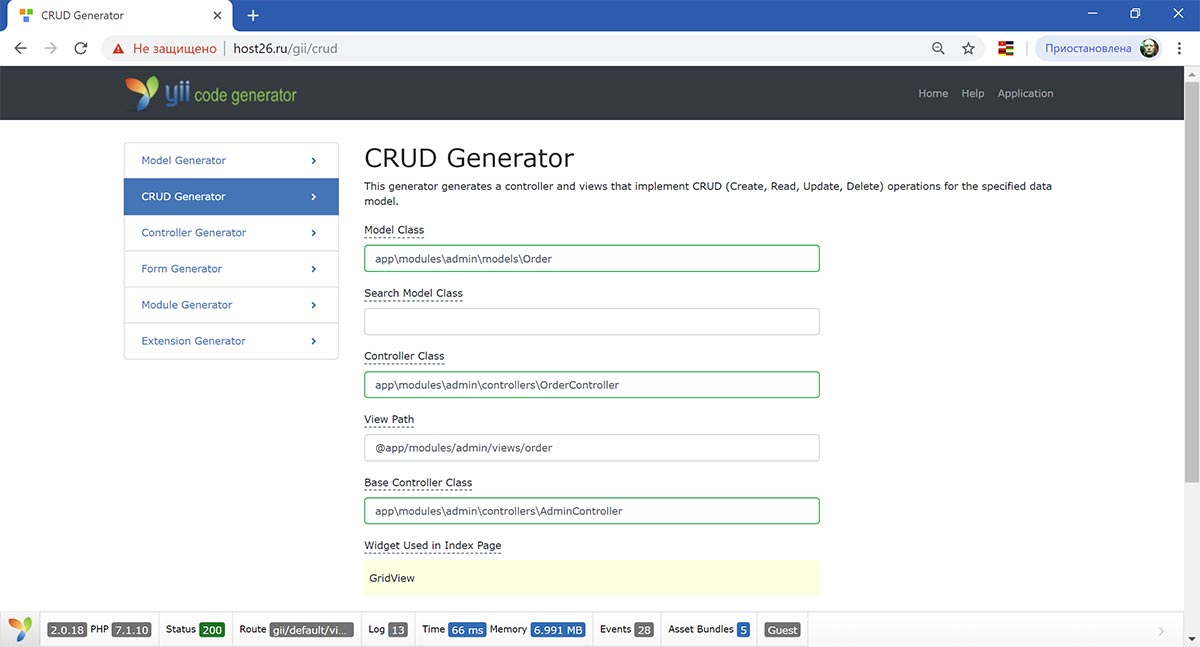 CRUD Generator
Не защищено host26.ru/gii/crud
Приостановлена
yii code generator
Home Help Application
Model Generator
CRUD Generator
Controller Generator
Form Generator
Module Generator
Extension Generator
CRUD Generator
This generator generates a controller and views that implement CRUD (Create, Read, Update, Delete) operations for the specified data
model.
Model Class
app\modules\admin\models\Order
Search Model Class
Controller Class
app\modules\admin\controllers\OrderController
View Path
@app/modules/admin/views/order
Base Controller Class
app\modules\admin\controllers\AdminController
Widget Used in Index Page
GridView
2.0.18 PHP 7.1.10 Status 200 Route gii/default/vi... Log 13 Time 66 ms Memory 6.991 MB Events 28 Asset Bundles 5 Guest